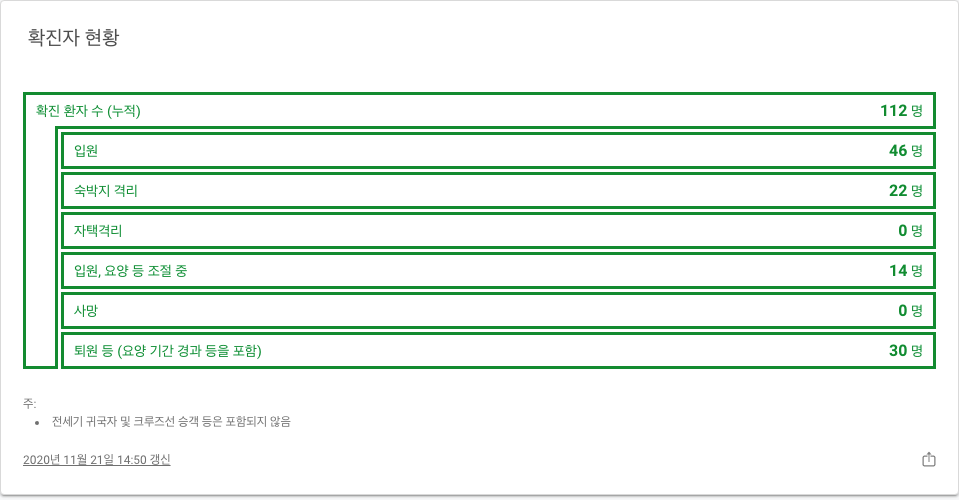 확진자 현황
확진 환자 수 (누적) 112 명
입원 46 명
숙박지 격리 22 명
자택격리 0 명
입원, 요양 등 조절 중 14 명
사망 0 명
퇴원 등 (요양 기간 경과 등을 포함) 30 명
주:
• 전세기 귀국자 및 크루즈선 승객 등은 포함되지 않음
2020년 11월 21일 14:50 갱신